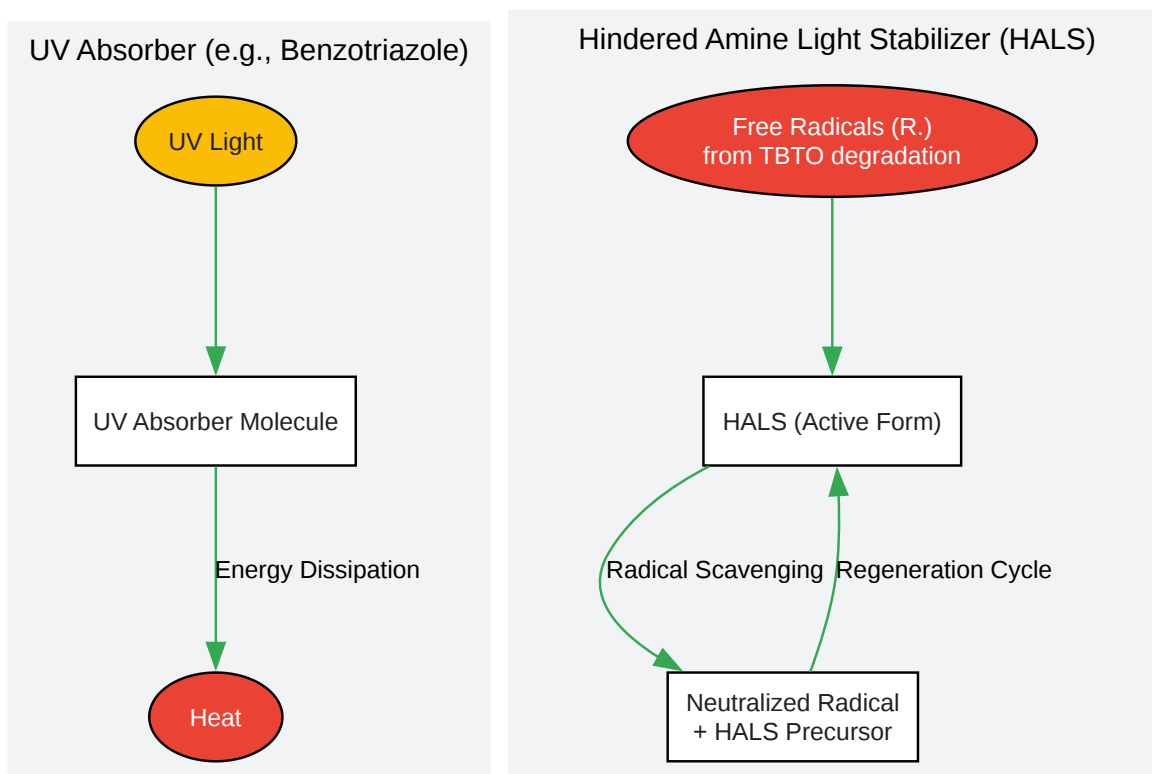 UV Absorber (e.g., Benzotriazole)
UV Light
UV Absorber Molecule
Energy Dissipation
Heat
Hindered Amine Light Stabilizer (HALS)
Free Radicals (R.)
from TBTO degradation
HALS (Active Form)
Radical Scavenging
Regeneration Cycle
Neutralized Radical
+ HALS Precursor